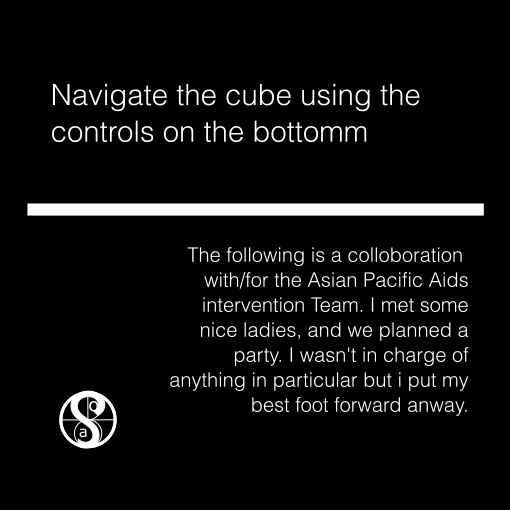 Navigate the cube using the
controls on the bottomm
The following is a colloboration
with/for the Asian Pacific Aids
intervention Team. I met some
nice ladies, and we planned a
party. I wasn't in charge of
anything in particular but i put my
best foot forward anway.